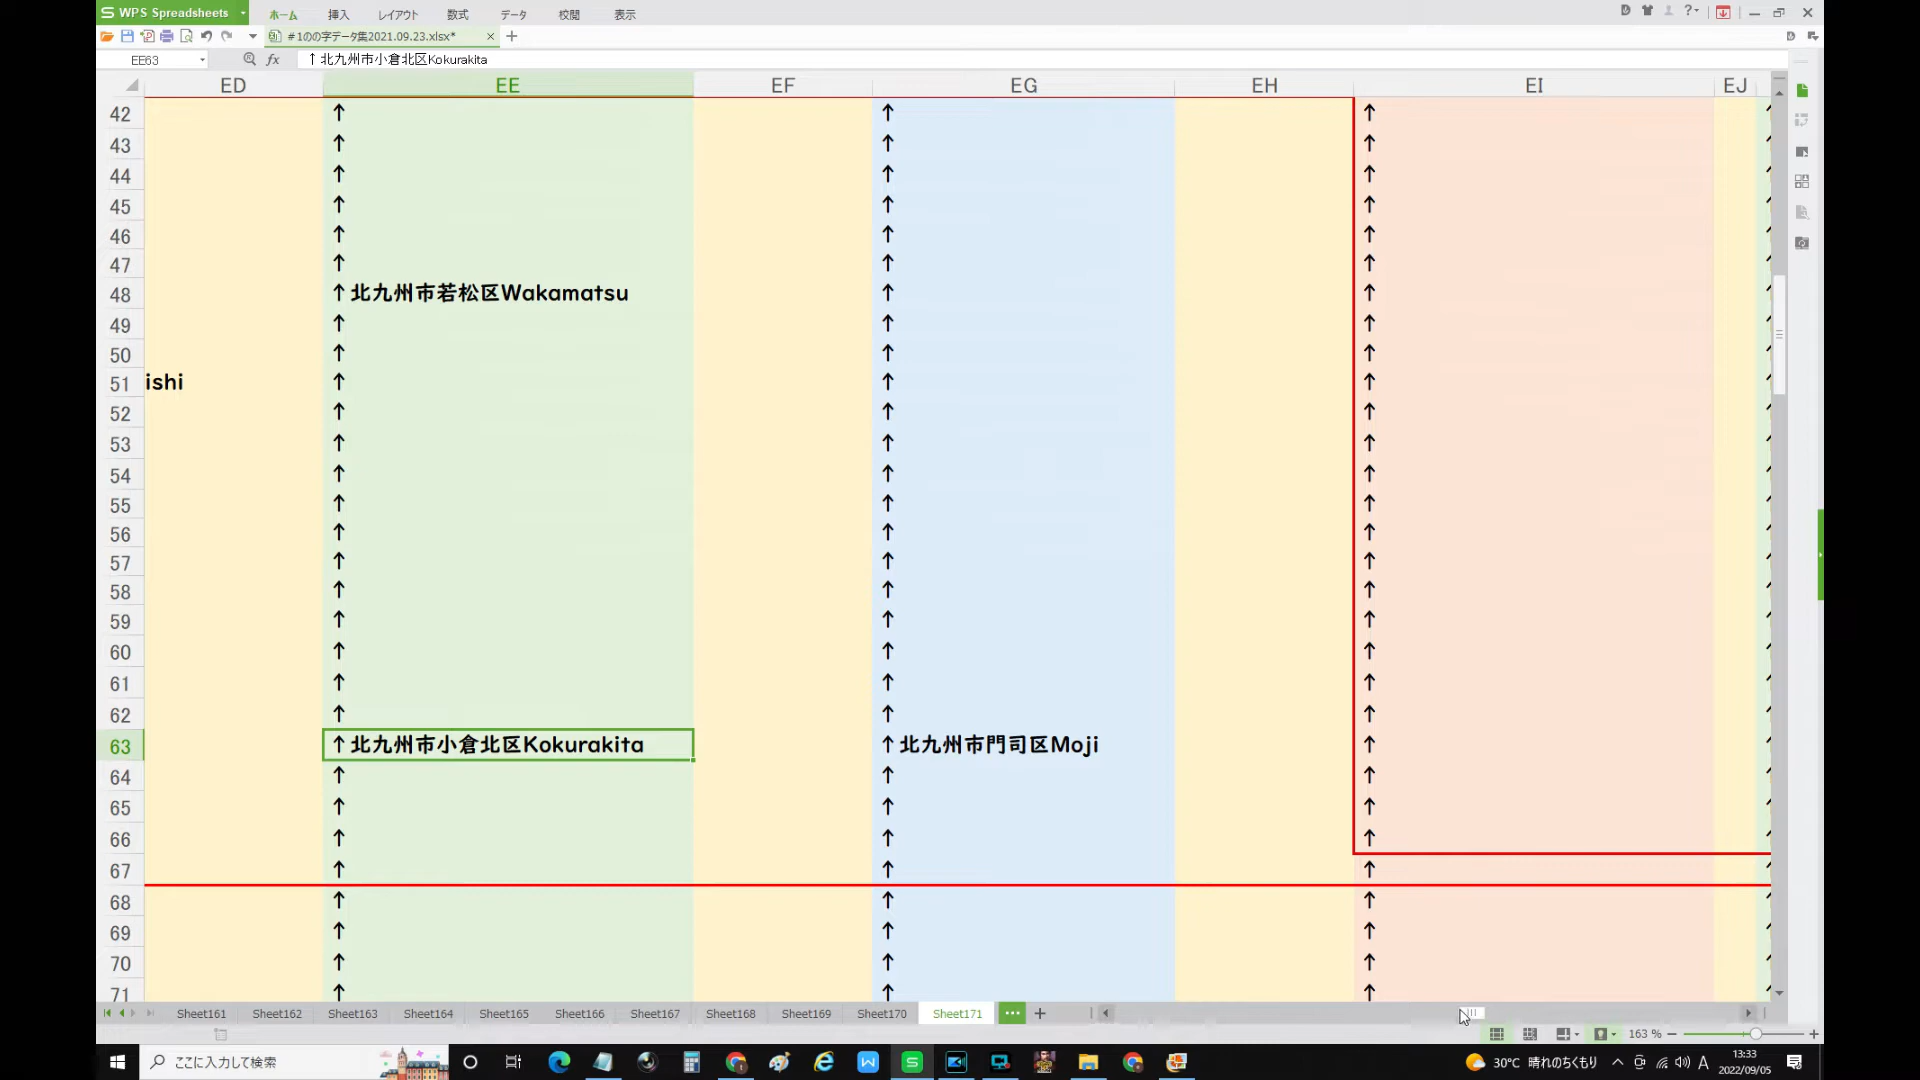 WPS Spreadsheets
ホーム 挿入 レイアウト 数式 データ 校閲 表示
#1のの字データ集2021.09.23.xlsx*
EE63 fx ↑北九州市小倉北区Kokurakita
ED EE EF EG EH EI EJ
42 ↑ ↑ ↑
43 ↑ ↑ ↑
44 ↑ ↑ ↑
45 ↑ ↑ ↑
46 ↑ ↑ ↑
47 ↑ ↑ ↑
48 ↑北九州市若松区Wakamatsu ↑ ↑
49 ↑ ↑ ↑
50 ↑ ↑ ↑
51 ishi ↑ ↑ ↑
52 ↑ ↑ ↑
53 ↑ ↑ ↑
54 ↑ ↑ ↑
55 ↑ ↑ ↑
56 ↑ ↑ ↑
57 ↑ ↑ ↑
58 ↑ ↑ ↑
59 ↑ ↑ ↑
60 ↑ ↑ ↑
61 ↑ ↑ ↑
62 ↑ ↑ ↑
63 ↑北九州市小倉北区Kokurakita ↑北九州市門司区Moji ↑
64 ↑ ↑ ↑
65 ↑ ↑ ↑
66 ↑ ↑ ↑
67 ↑ ↑ ↑
68 ↑ ↑ ↑
69 ↑ ↑ ↑
70 ↑ ↑ ↑
71 ↑ ↑ ↑
Sheet161 Sheet162 Sheet163 Sheet164 Sheet165 Sheet166 Sheet167 Sheet168 Sheet169 Sheet170 Sheet171
163 %
ここに入力して検索
30°C 晴れのちくもり A 13:33
2022/09/05